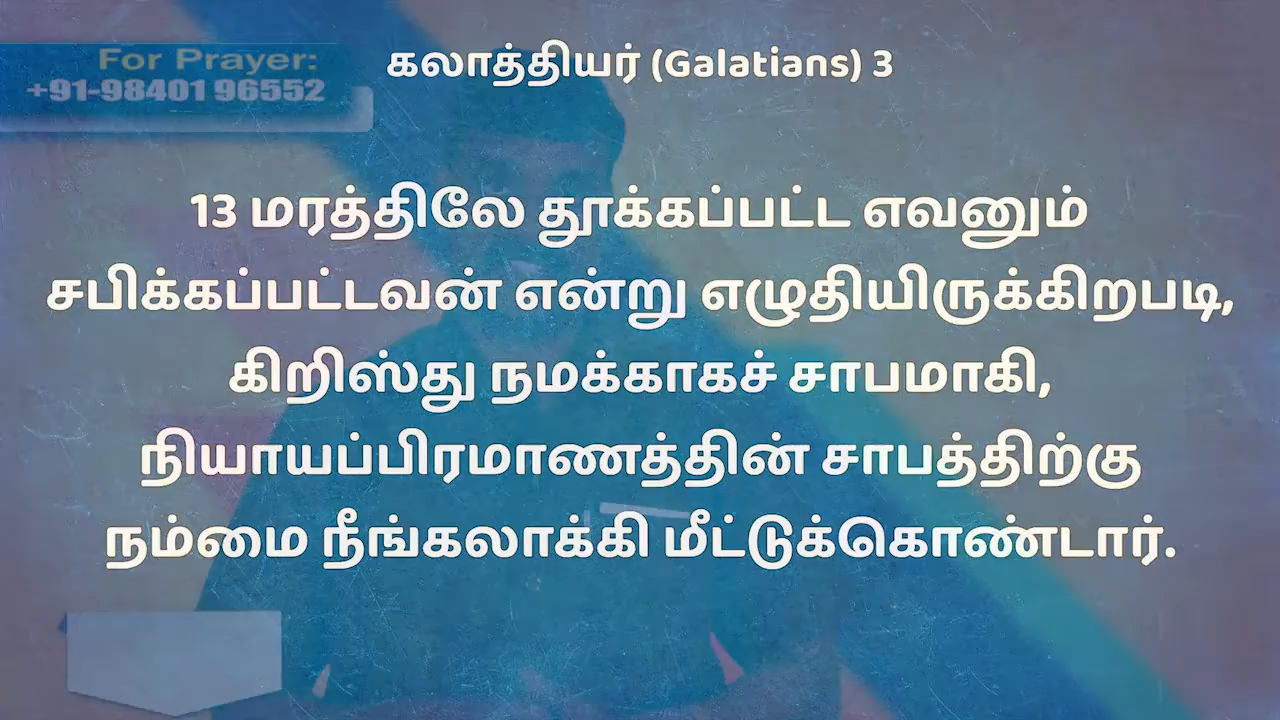 கலாத்தியர் (Galatians) 3
For Prayer:
+91-98401 96552
13 மரத்திலே தூக்கப்பட்ட எவனும்
சபிக்கப்பட்டவன் என்று எழுதியிருக்கிறபடி,
கிறிஸ்து நமக்காகச் சாபமாகி,
நியாயப்பிரமாணத்தின் சாபத்திற்கு
நம்மை நீங்கலாக்கி மீட்டுக்கொண்டார்.